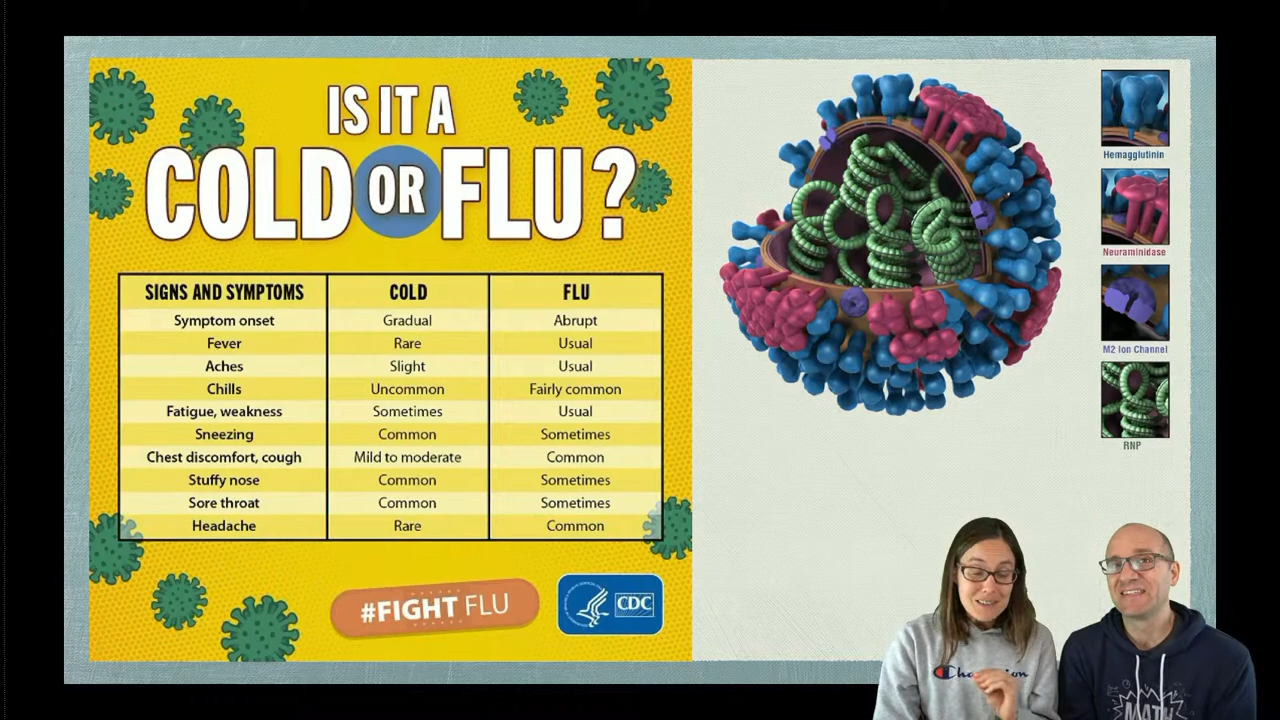 IS IT A
COLD OR FLU?
SIGNS AND SYMPTOMS COLD FLU
Symptom onset Gradual Abrupt
Fever Rare Usual
Aches Slight Usual
Chills Uncommon Fairly common
Fatigue, weakness Sometimes Usual
Sneezing Common Sometimes
Chest discomfort, cough Mild to moderate Common
Stuffy nose Common Sometimes
Sore throat Common Sometimes
Headache Rare Common
#FIGHT FLU
CDC
Hemagglutinin
Neuraminidase
M2 Ion Channel
RNP
Champion
MATH